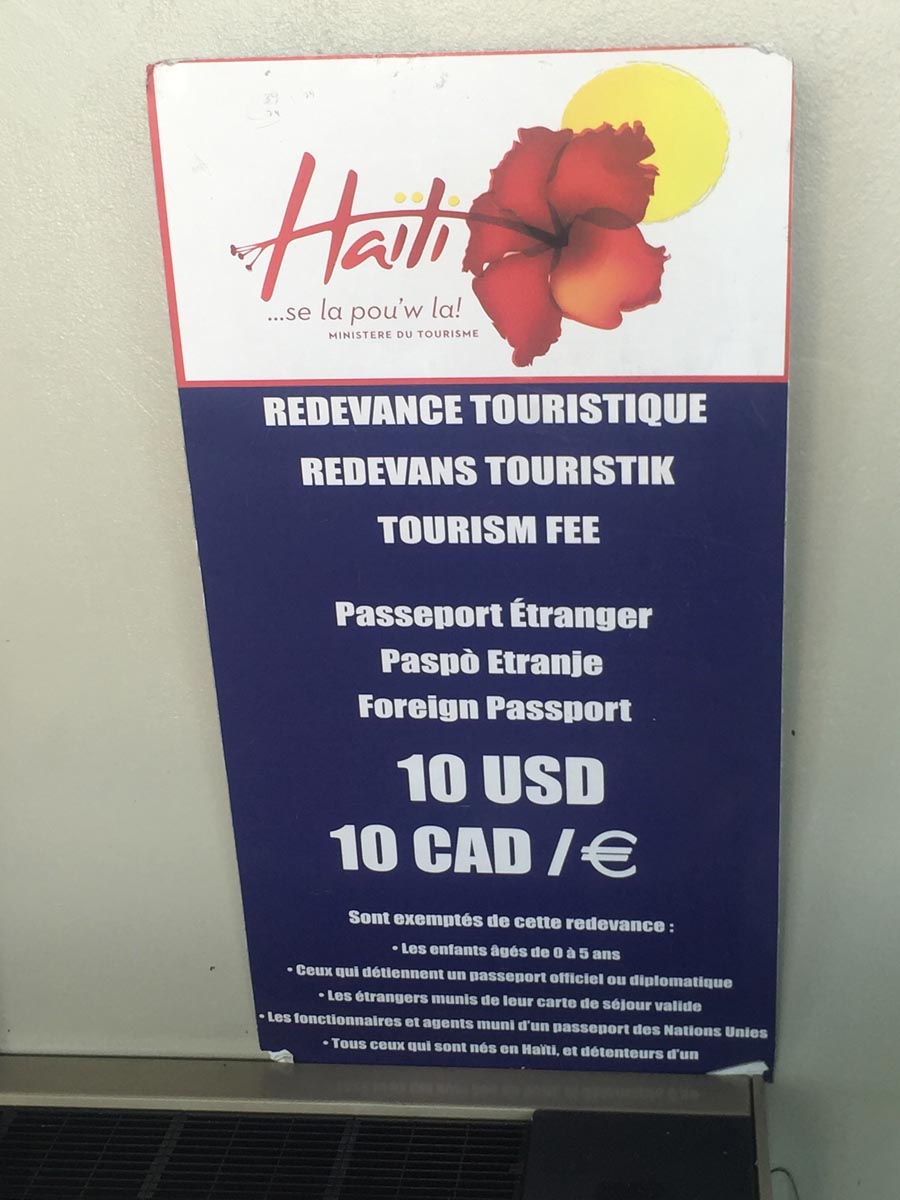 Haïti
...se la pou'w la!
MINISTERE DU TOURISME
REDEVANCE TOURISTIQUE
REDEVANS TOURISTIK
TOURISM FEE
Passeport Étranger
Paspò Etranje
Foreign Passport
10 USD
10 CAD / €
Sont exemptés de cette redevance :
• Les enfants âgés de 0 à 5 ans
• Ceux qui détiennent un passeport officiel ou diplomatique
• Les étrangers munis de leur carte de séjour valide
• Les fonctionnaires et agents muni d'un passeport des Nations Unies
• Tous ceux qui sont nés en Haïti, et détenteurs d'un